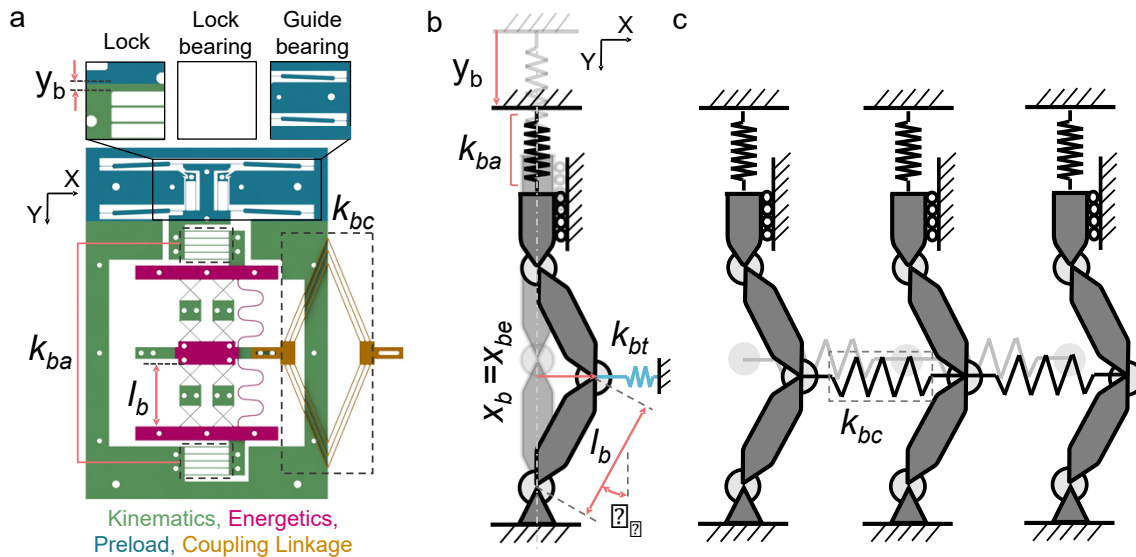 a
Lock
Lock bearing
Guide bearing
y_b
X
Y
k_bc
k_ba
l_b
Kinematics, Energetics,
Preload, Coupling Linkage
b
X
Y
y_b
k_ba
x_b=x_be
k_bt
l_b
c
k_bc